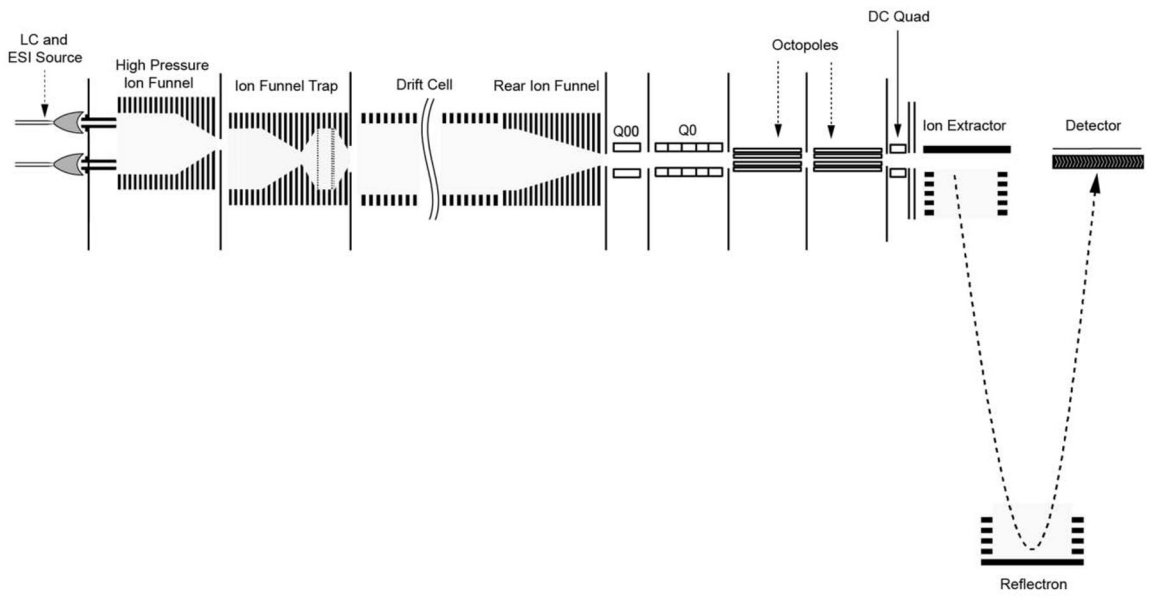 LC and
ESI Source
High Pressure
Ion Funnel
Ion Funnel Trap
Drift Cell
Rear Ion Funnel
Q00
Q0
Octopoles
DC Quad
Ion Extractor
Detector
Reflectron